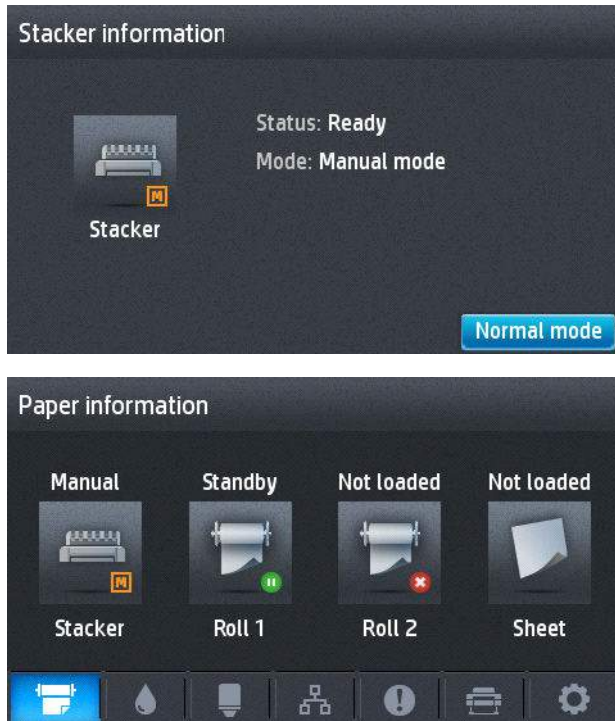 Stacker information
Status: Ready
Mode: Manual mode
M
Stacker
Normal mode
Paper information
Manual Standby Not loaded Not loaded
M
Stacker Roll 1 Roll 2 Sheet